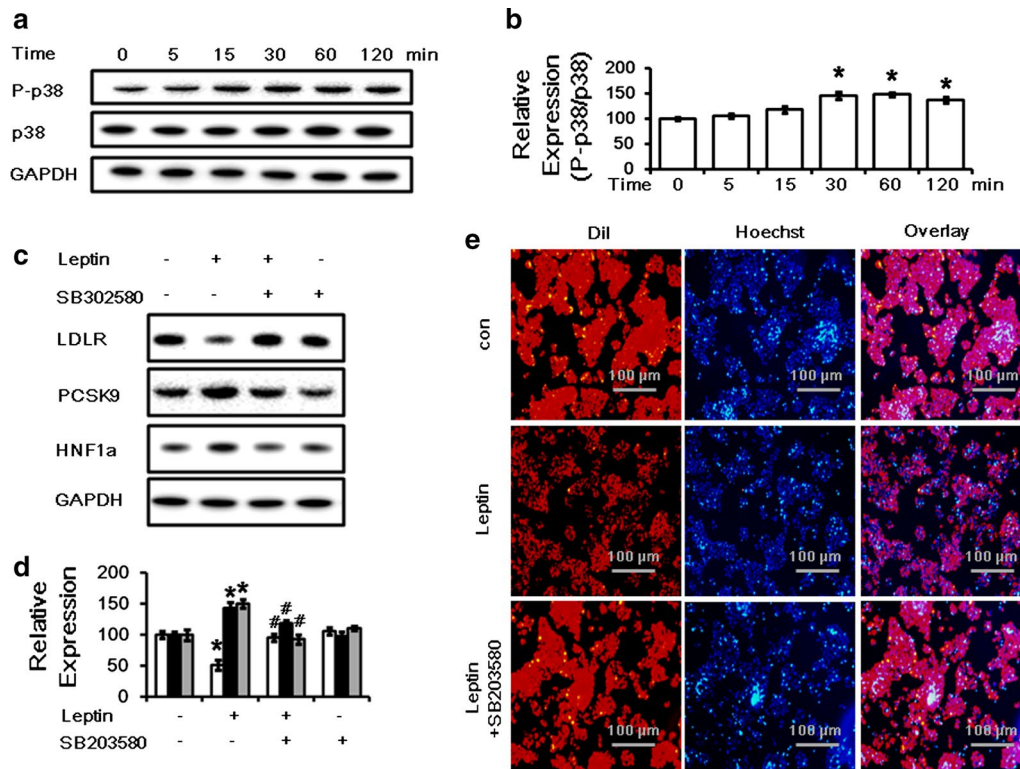 a
Time 0 5 15 30 60 120 min
P-p38
p38
GAPDH
b
Relative
Expression
(P-p38/p38)
200
150
100
50
0
* * *
Time 0 5 15 30 60 120 min
c
Leptin - + + -
SB302580 - - + +
LDLR
PCSK9
HNF1a
GAPDH
d
Relative
Expression
200
150
100
50
0
* * * # # #
Leptin - + + -
SB203580 - - + +
e
Dil Hoechst Overlay
con
100 µm 100 µm 100 µm
Leptin
100 µm 100 µm 100 µm
Leptin
+SB203580
100 µm 100 µm 100 µm